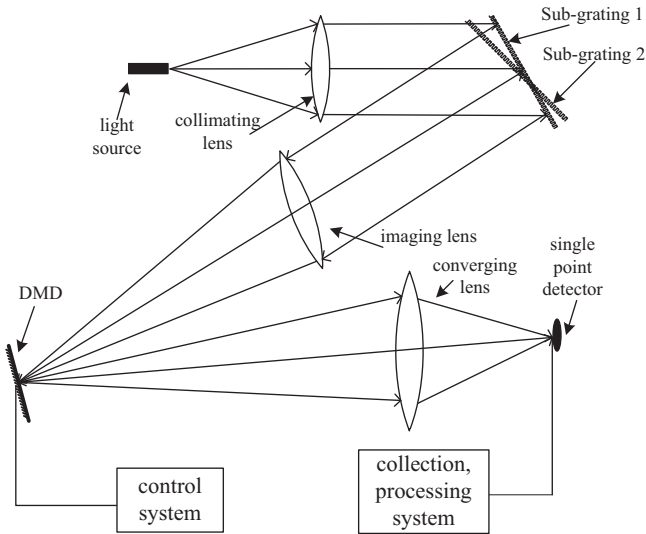 Sub-grating 1
Sub-grating 2
light
source
collimating
lens
imaging lens
converging
lens
single
point
detector
DMD
control
system
collection,
processing
system